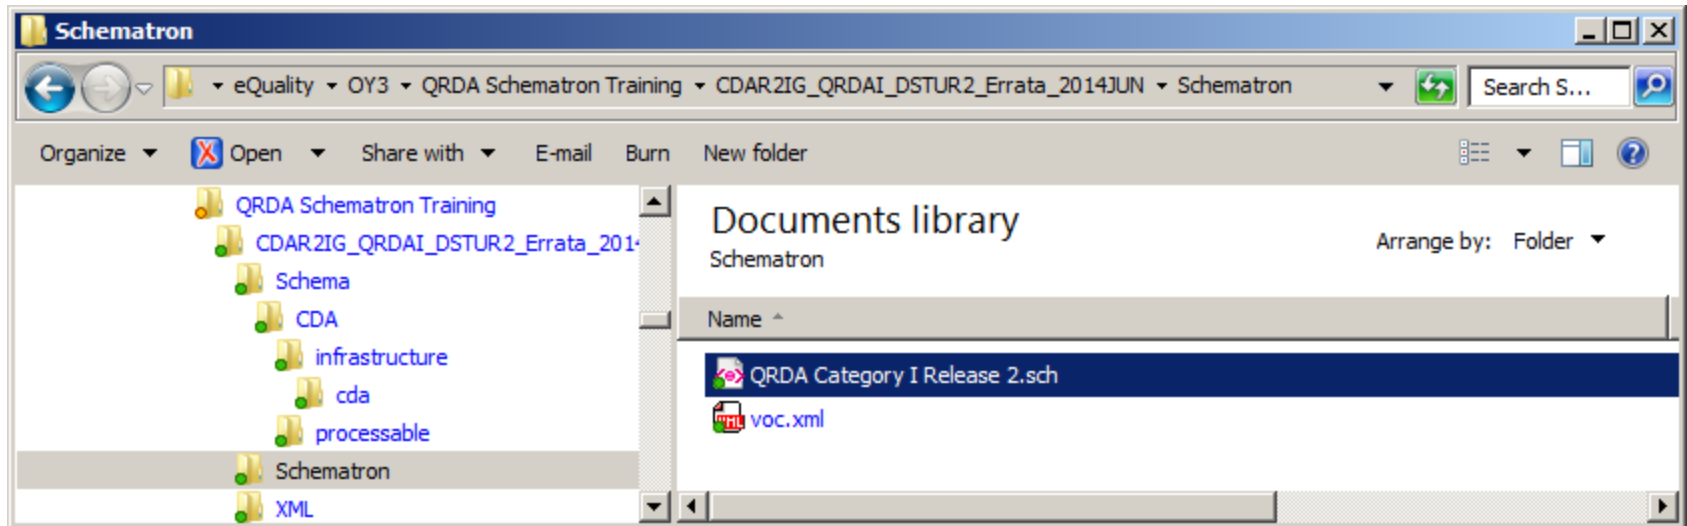 Schematron
eQuality OY3 QRDA Schematron Training CDAR2IG_QRDAI_DSTUR2_Errata_2014JUN Schematron Search S...
Organize Open Share with E-mail Burn New folder
QRDA Schematron Training
CDAR2IG_QRDAI_DSTUR2_Errata_201
Schema
CDA
infrastructure
cda
processable
Schematron
XML
Documents library
Schematron
Arrange by: Folder
Name
QRDA Category I Release 2.sch
voc.xml